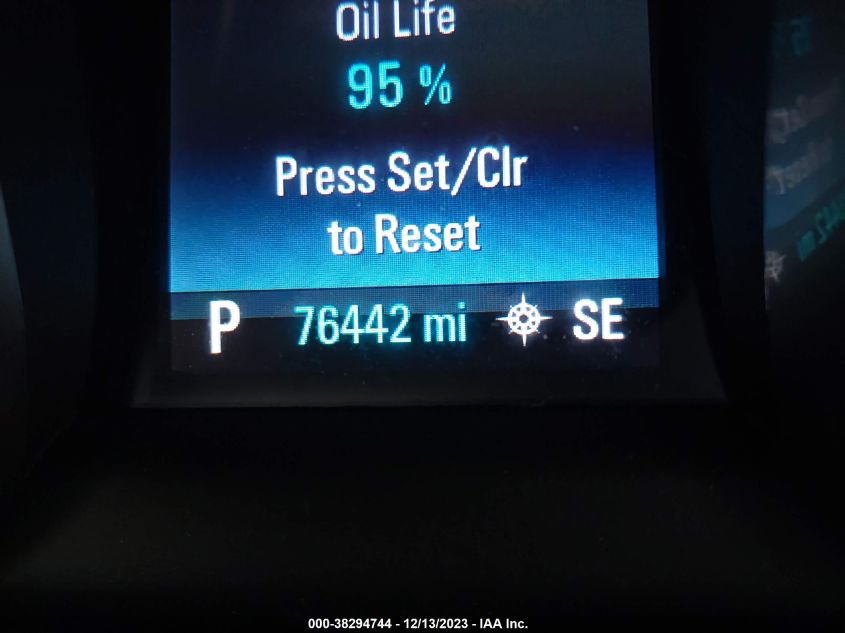 Oil Life
95 %
Press Set/Clr
to Reset
P 76442 mi SE
000-38294744 - 12/13/2023 - IAA Inc.